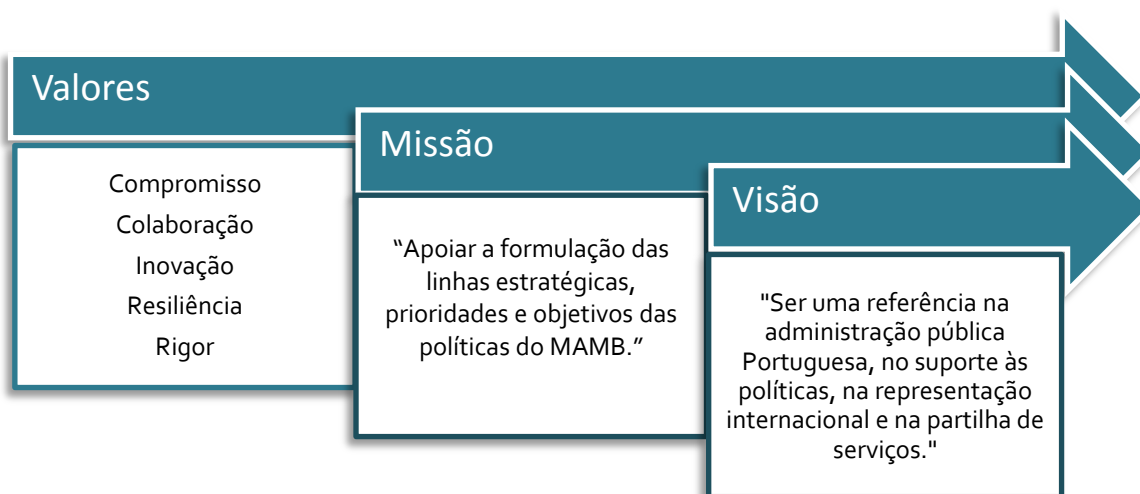 Valores
Compromisso
Colaboração
Inovação
Resiliência
Rigor
Missão
“Apoiar a formulação das
linhas estratégicas,
prioridades e objetivos das
políticas do MAMB.”
Visão
"Ser uma referência na
administração pública
Portuguesa, no suporte às
políticas, na representação
internacional e na partilha de
serviços."